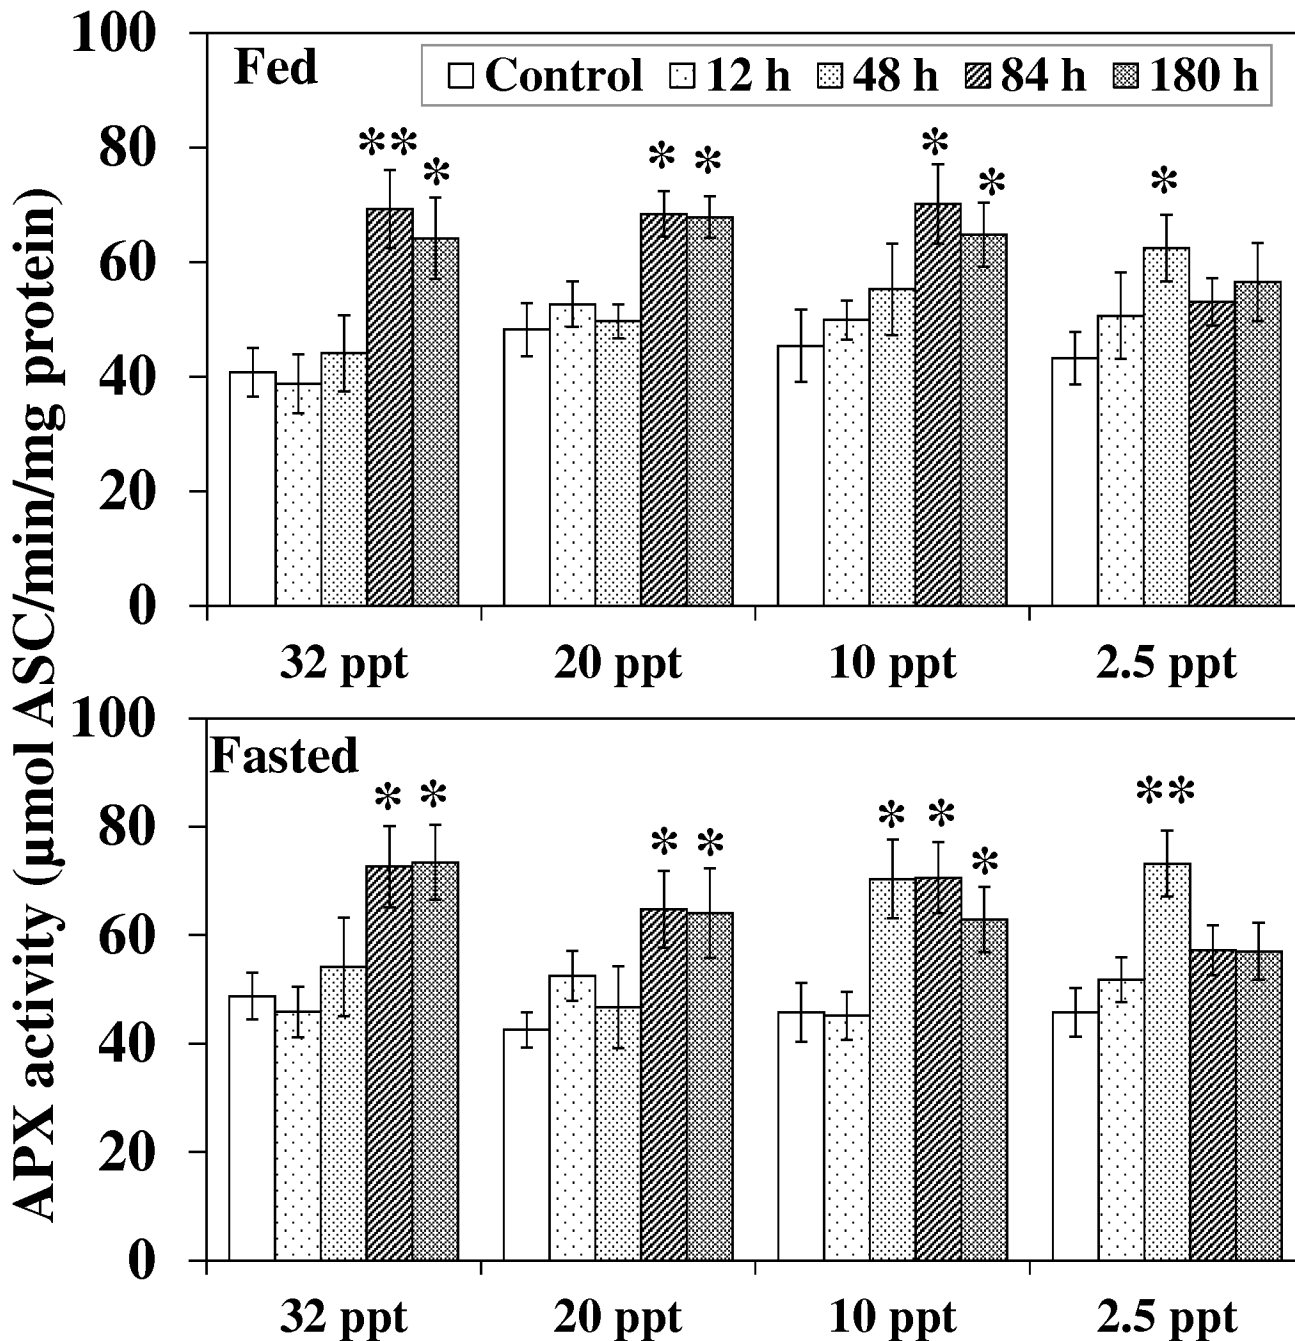 APX activity (μmol ASC/min/mg protein)
100
80
60
40
20
0
Fed
Control 12 h 48 h 84 h 180 h
** * * * * * *
32 ppt 20 ppt 10 ppt 2.5 ppt
100
80
60
40
20
0
Fasted
* * * * * * * **
32 ppt 20 ppt 10 ppt 2.5 ppt